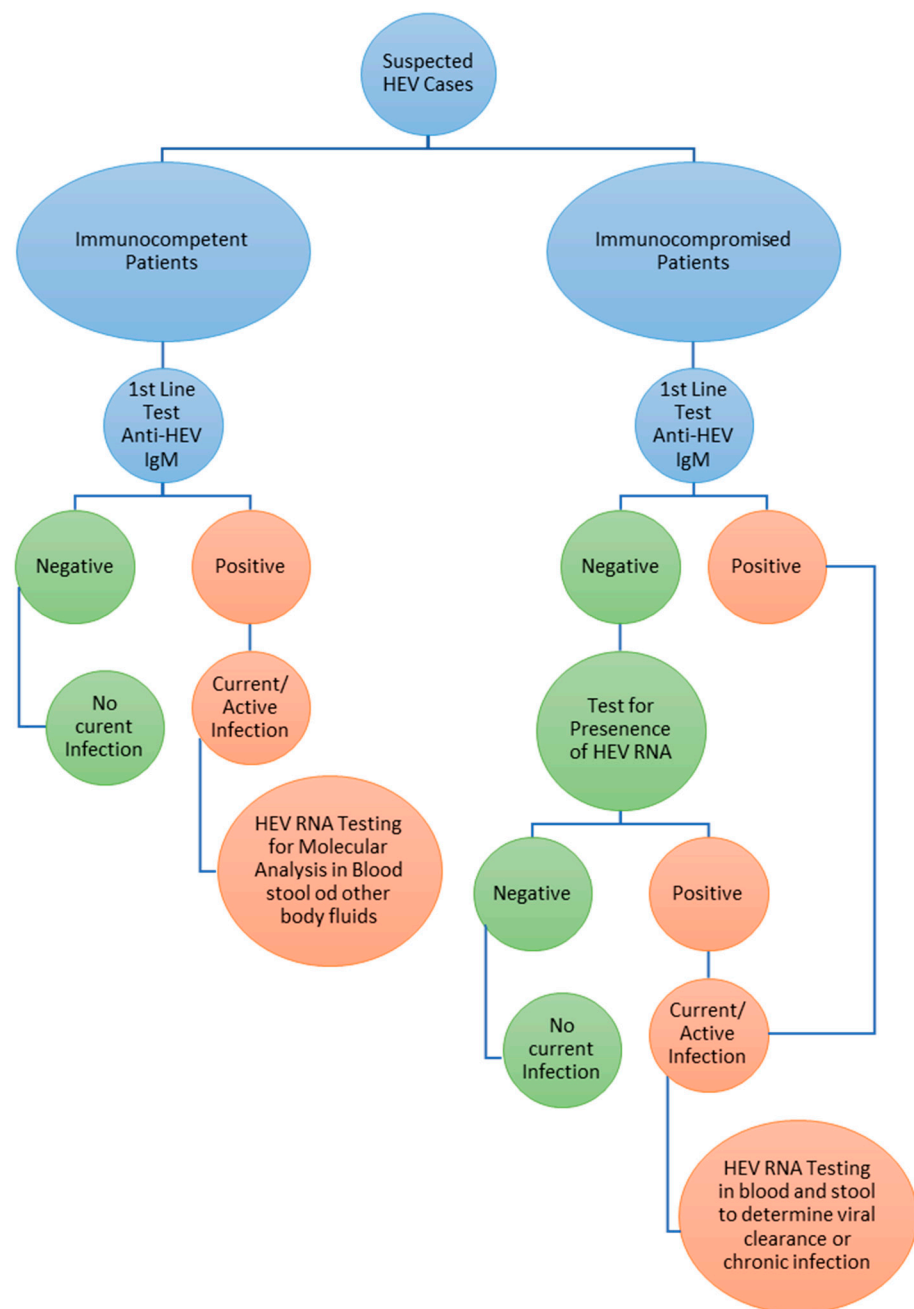 Suspected
HEV Cases
Immunocompetent
Patients
1st Line
Test
Anti-HEV
IgM
Negative
Positive
No
curent
Infection
Current/
Active
Infection
HEV RNA Testing
for Molecular
Analysis in Blood
stool od other
body fluids
Immunocompromised
Patients
1st Line
Test
Anti-HEV
IgM
Negative
Positive
Test for
Presenence
of HEV RNA
Negative
Positive
No
current
Infection
Current/
Active
Infection
HEV RNA Testing
in blood and stool
to determine viral
clearance or
chronic infection